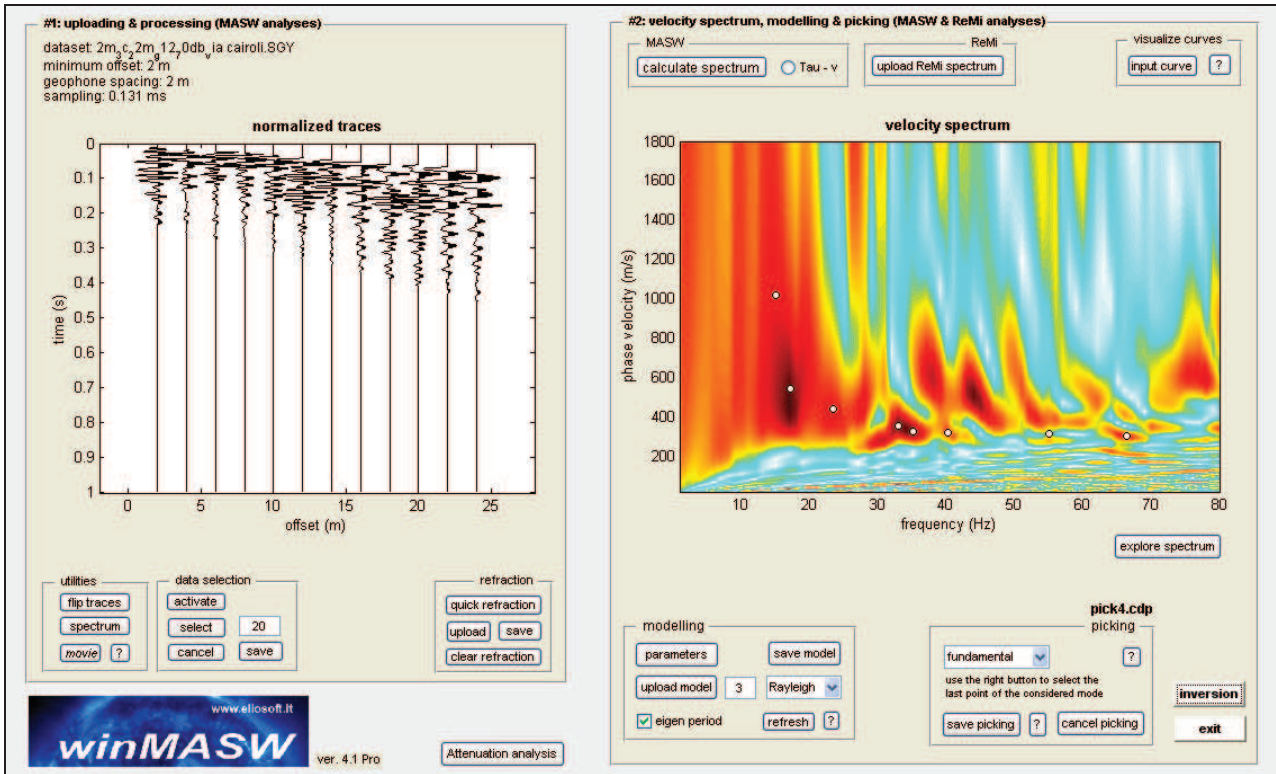 #1: uploading & processing (MASW analyses)
dataset: 2m3c22mg1270dbvia cairoli.SGY
minimum offset: 2 m
geophone spacing: 2 m
sampling: 0.131 ms
normalized traces
0
0.1
0.2
0.3
0.4
0.5
0.6
0.7
0.8
0.9
1
time (s)
0 5 10 15 20 25
offset (m)
utilities
flip traces
spectrum
movie ?
data selection
activate
select 20
cancel save
refraction
quick refraction
upload save
clear refraction
www.eliosoft.it
winMASW
ver. 4.1 Pro
Attenuation analysis
#2: velocity spectrum, modelling & picking (MASW & ReMi analyses)
MASW
calculate spectrum Tau - v
ReMi
upload ReMi spectrum
visualize curves
input curve ?
velocity spectrum
1800
1600
1400
1200
1000
800
600
400
200
phase velocity (m/s)
10 20 30 40 50 60 70 80
frequency (Hz)
explore spectrum
modelling
parameters save model
upload model 3 Rayleigh
eigen period refresh ?
pick4.cdp
picking
fundamental ?
use the right button to select the
last point of the considered mode
save picking ? cancel picking
inversion
exit